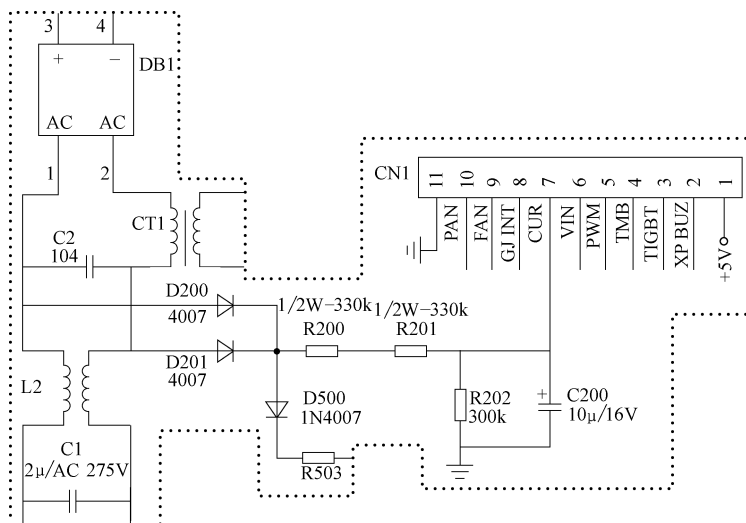 3 4
+ − DB1
AC AC
1 2
CN1
11 10 9 8 7 6 5 4 3 2 1
PAN
FAN
GJ INT
CUR
VIN
PWM
TMB
TIGBT
XP BUZ
+5V
CT1
C2
104
D200
4007
1/2W−330k
R200
1/2W−330k
R201
D201
4007
L2
D500
1N4007
R202
300k
+
C200
10μ/16V
C1
2μ/AC 275V
R503